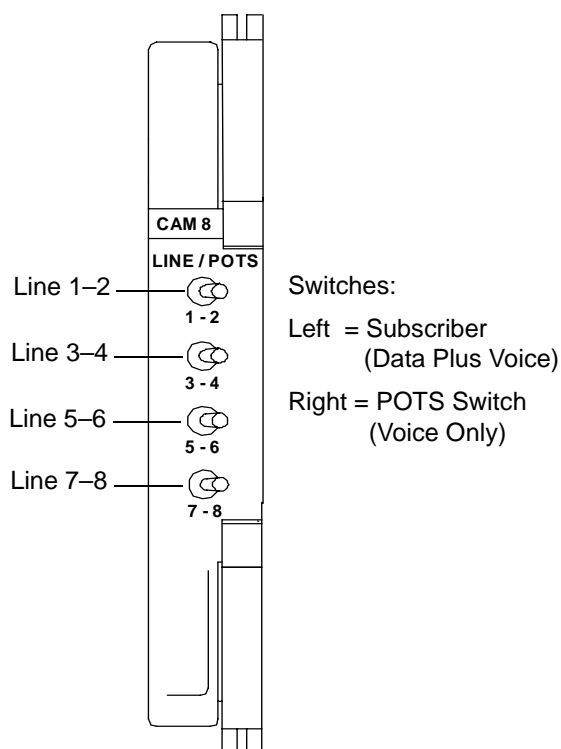 CAM 8
LINE / POTS
Line 1–2
1 - 2
Line 3–4
3 - 4
Line 5–6
5 - 6
Line 7–8
7 - 8
Switches:
Left = Subscriber
(Data Plus Voice)
Right = POTS Switch
(Voice Only)